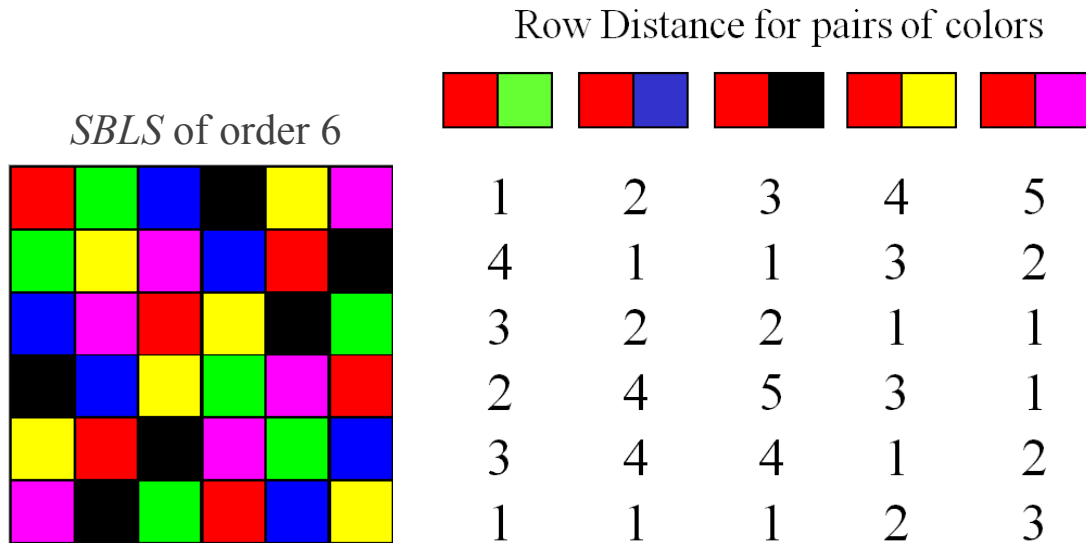 Row Distance for pairs of colors
SBLS of order 6
1 2 3 4 5
4 1 1 3 2
3 2 2 1 1
2 4 5 3 1
3 4 4 1 2
1 1 1 2 3